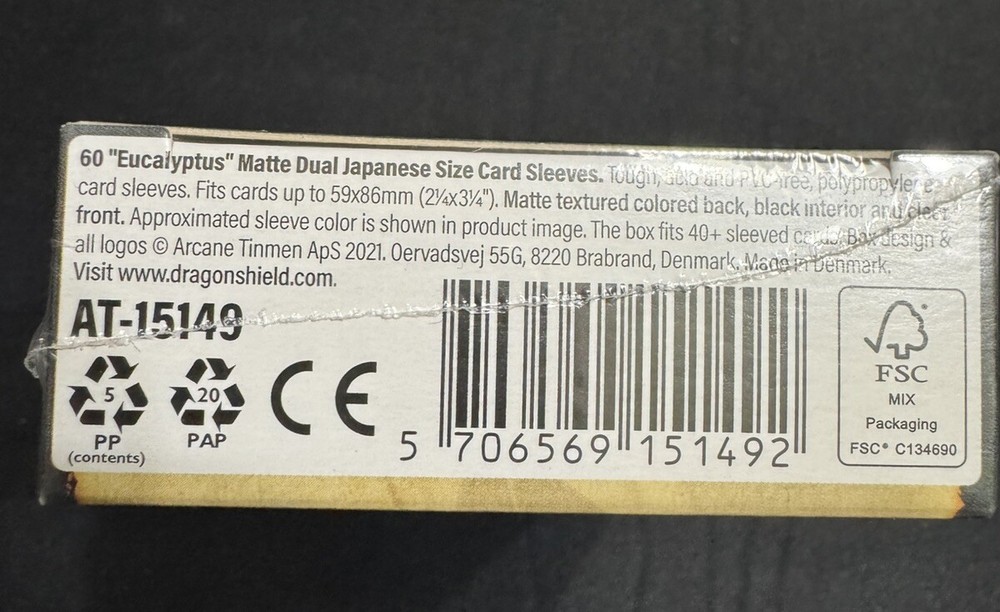 60 "Eucalyptus" Matte Dual Japanese Size Card Sleeves. Tough, acid and PVC-free, polypropylene
card sleeves. Fits cards up to 59x86mm (2¼x3¼"). Matte textured colored back, black interior and clear
front. Approximated sleeve color is shown in product image. The box fits 40+ sleeved cards. Box design &
all logos © Arcane Tinmen ApS 2021. Oervadsvej 55G, 8220 Brabrand, Denmark. Made in Denmark.
Visit www.dragonshield.com.
AT-15149
5
PP
(contents)
20
PAP
CE
5 706569 151492
FSC
MIX
Packaging
FSC® C134690